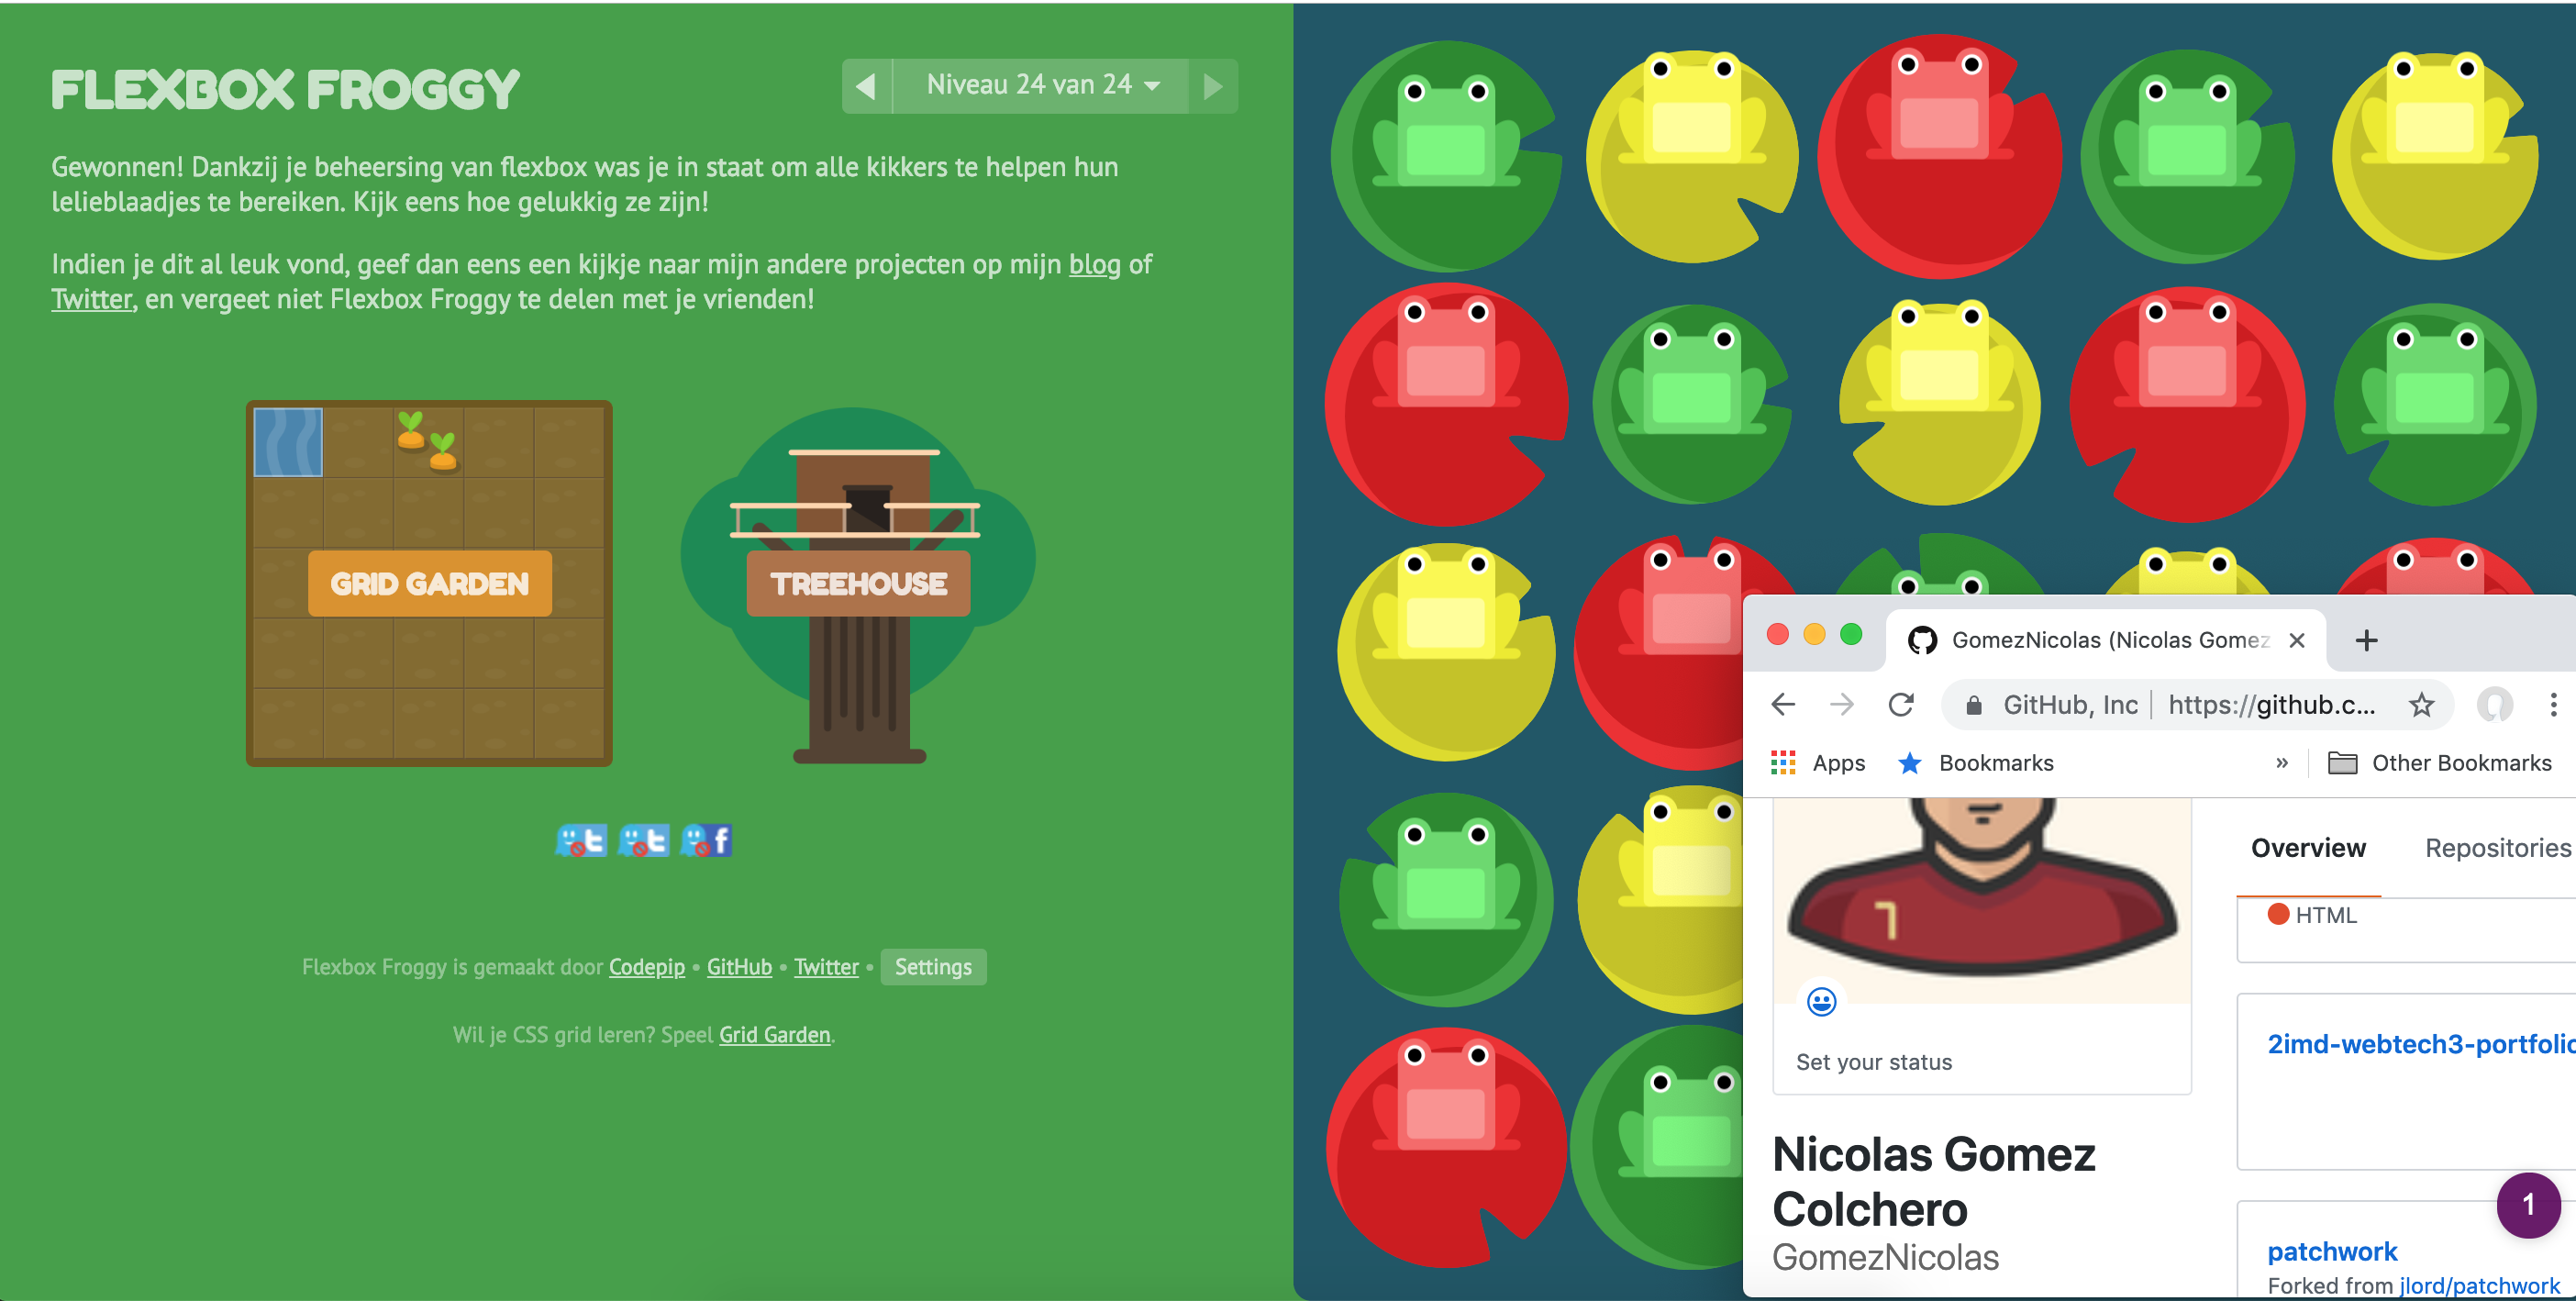 FLEXBOX FROGGY
Niveau 24 van 24
Gewonnen! Dankzij je beheersing van flexbox was je in staat om alle kikkers te helpen hun
lelieblaadjes te bereiken. Kijk eens hoe gelukkig ze zijn!
Indien je dit al leuk vond, geef dan eens een kijkje naar mijn andere projecten op mijn blog of
Twitter, en vergeet niet Flexbox Froggy te delen met je vrienden!
GRID GARDEN
TREEHOUSE
Flexbox Froggy is gemaakt door Codepip • GitHub • Twitter • Settings
Wil je CSS grid leren? Speel Grid Garden.
GomezNicolas (Nicolas Gomez
GitHub, Inc | https://github.c...
Apps Bookmarks » Other Bookmarks
Overview Repositories
HTML
1
Set your status
2imd-webtech3-portfolio
Nicolas Gomez
Colchero
GomezNicolas
1
patchwork
Forked from jlord/patchwork